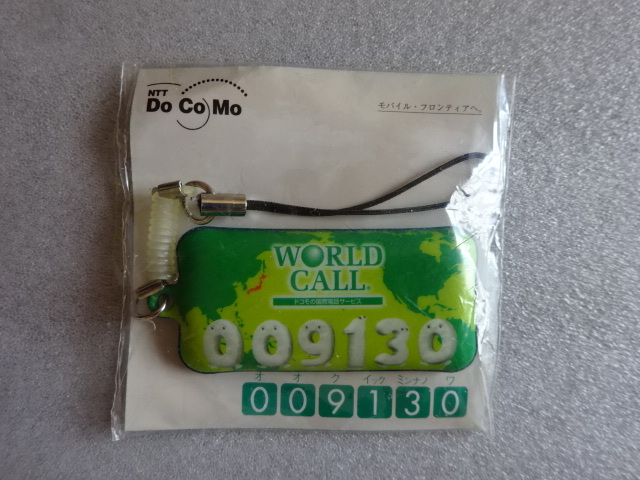 NTT
DoCoMo
モバイル・フロンティアへ。
WORLD
CALL®
ドコモの国際電話サービス
009130
オ オ ク イック ミンナノ ワ
009130